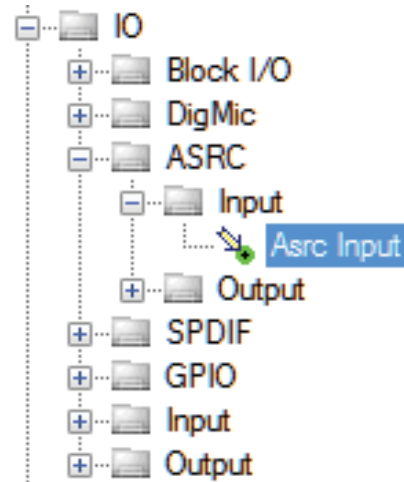 IO
Block I/O
DigMic
ASRC
Input
Asrc Input
Output
SPDIF
GPIO
Input
Output